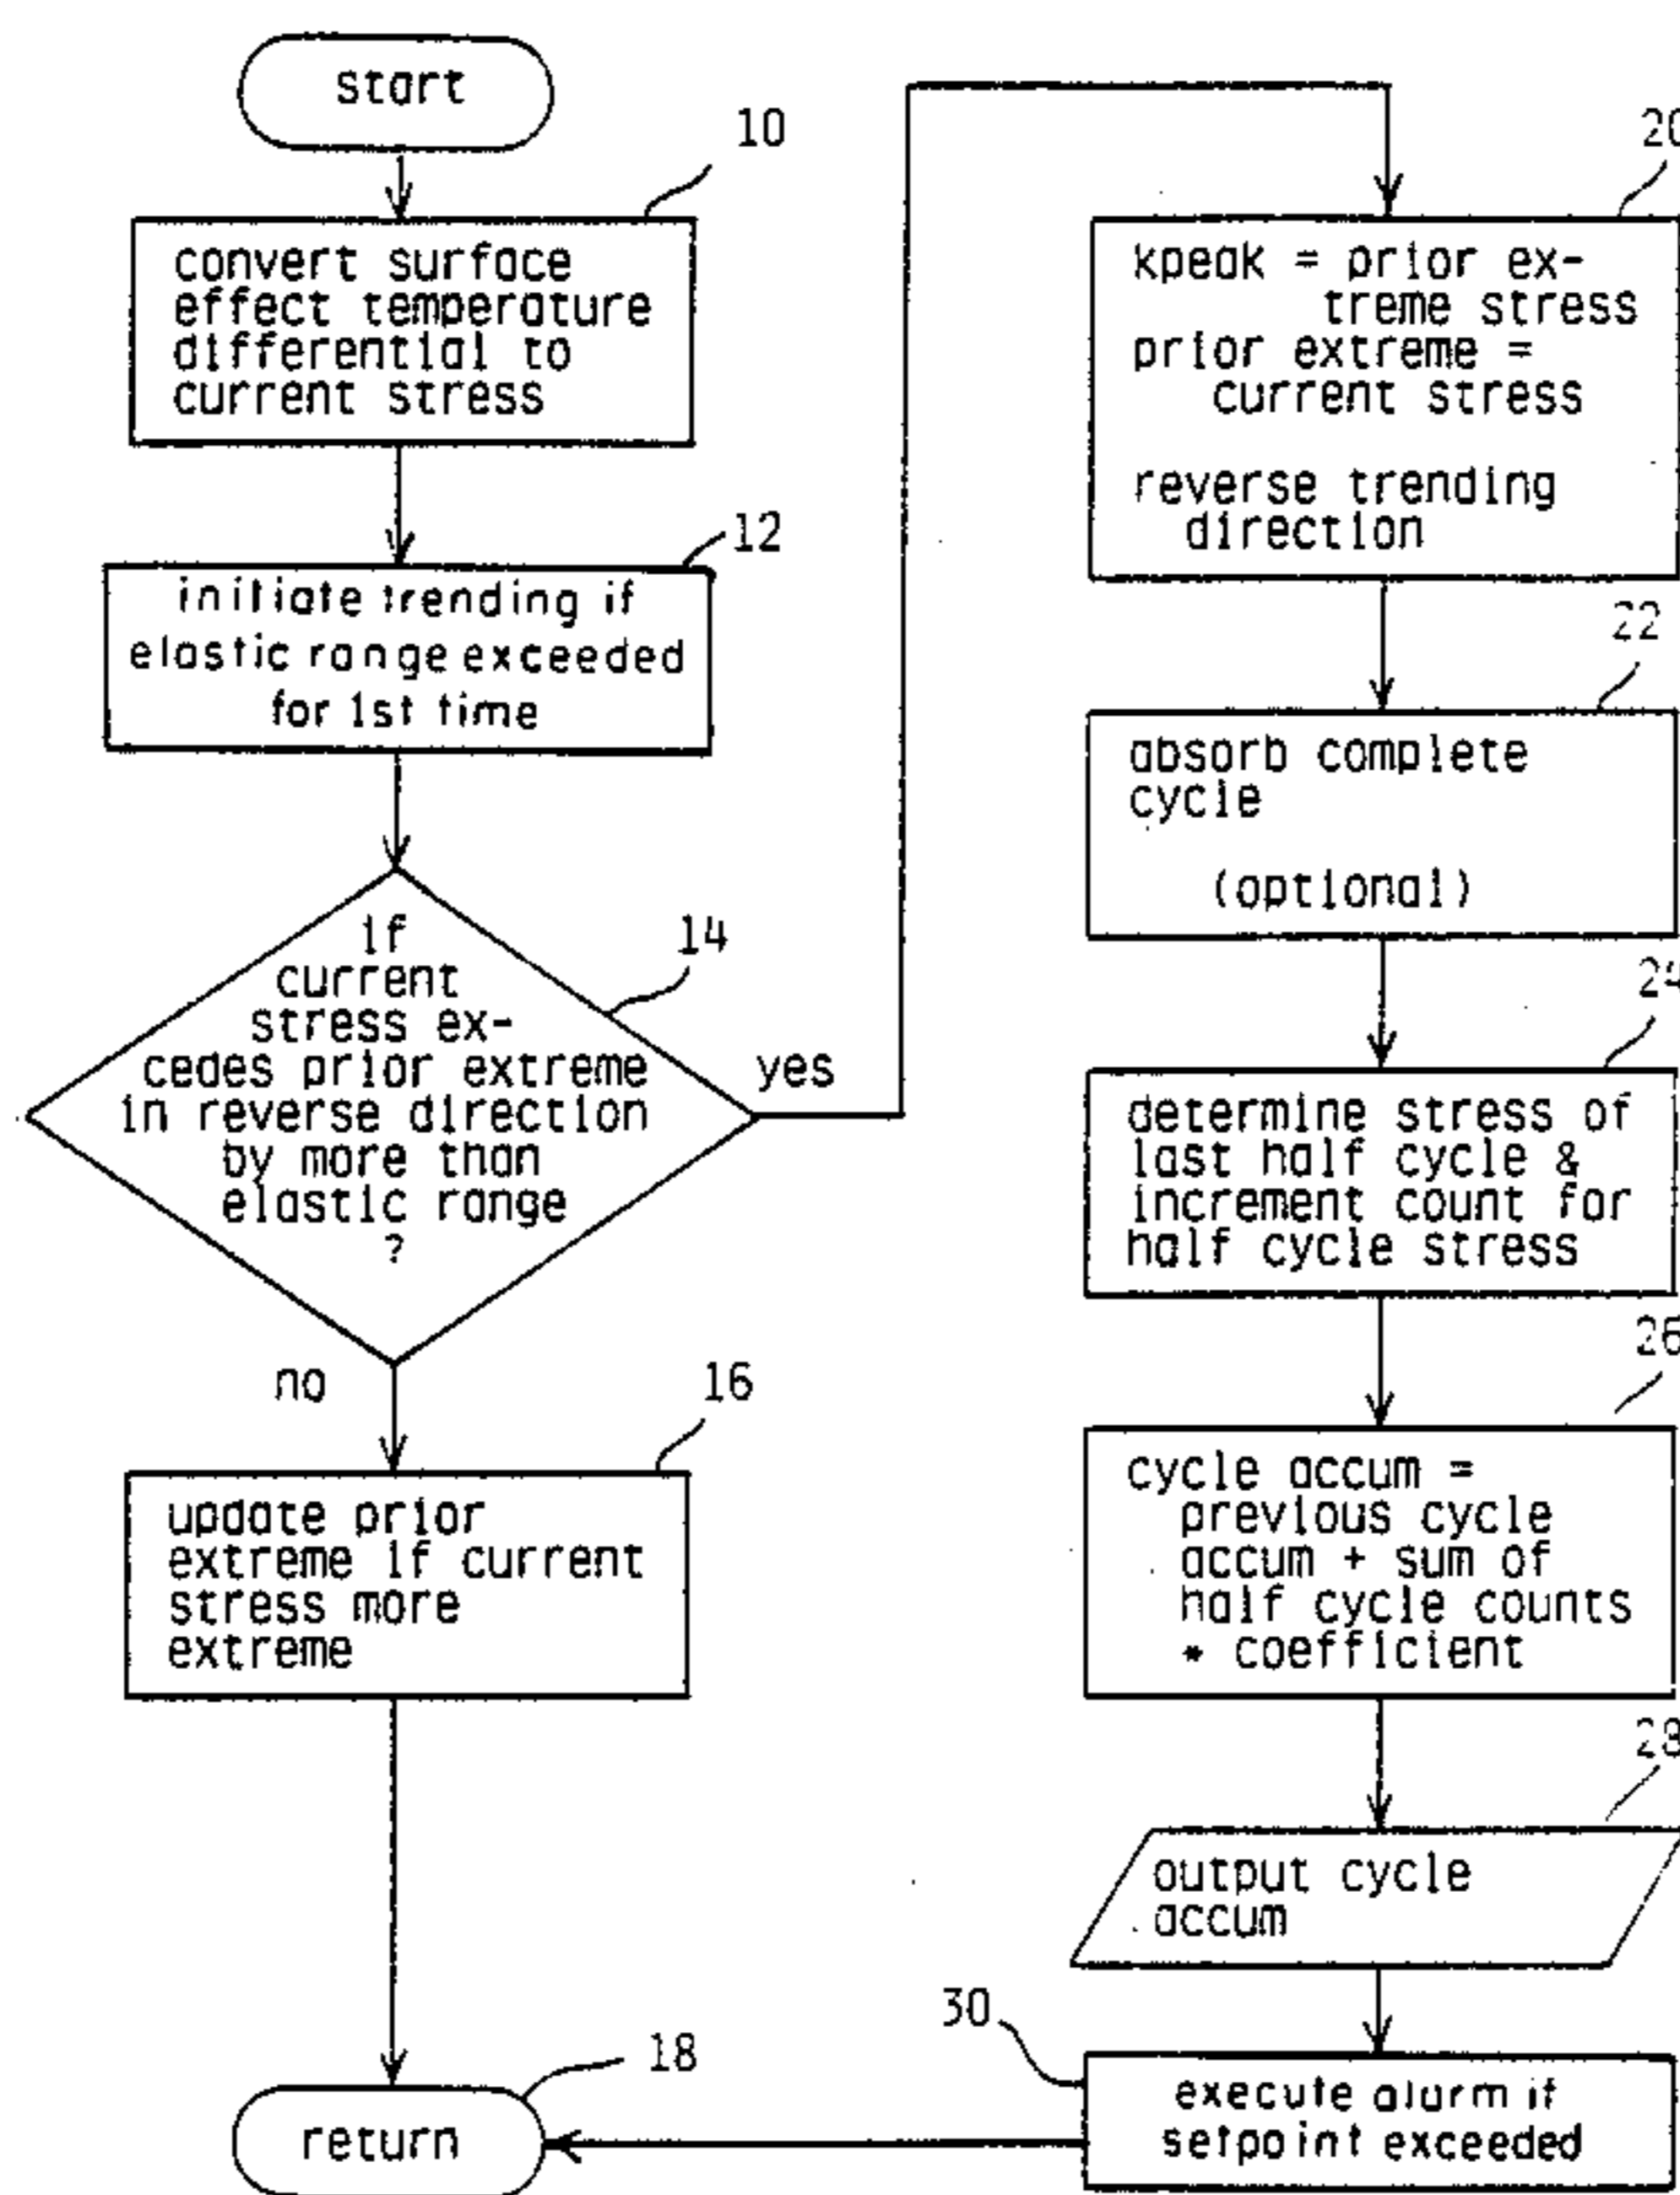 start
10
convert surface
effect temperature
differential to
current stress
12
initiate trending if
elastic range exceeded
for 1st time
if
current
stress ex-
cedes prior extreme
in reverse direction
by more than
elastic range
?
14
yes
no
16
update prior
extreme if current
stress more
extreme
18
return
20
kpeak = prior ex-
treme stress
prior extreme =
current stress
reverse trending
direction
22
absorb complete
cycle
(optional)
24
determine stress of
last half cycle &
increment count for
half cycle stress
26
cycle accum =
previous cycle
accum + sum of
half cycle counts
* coefficient
28
output cycle
accum
30
execute alarm if
setpoint exceeded